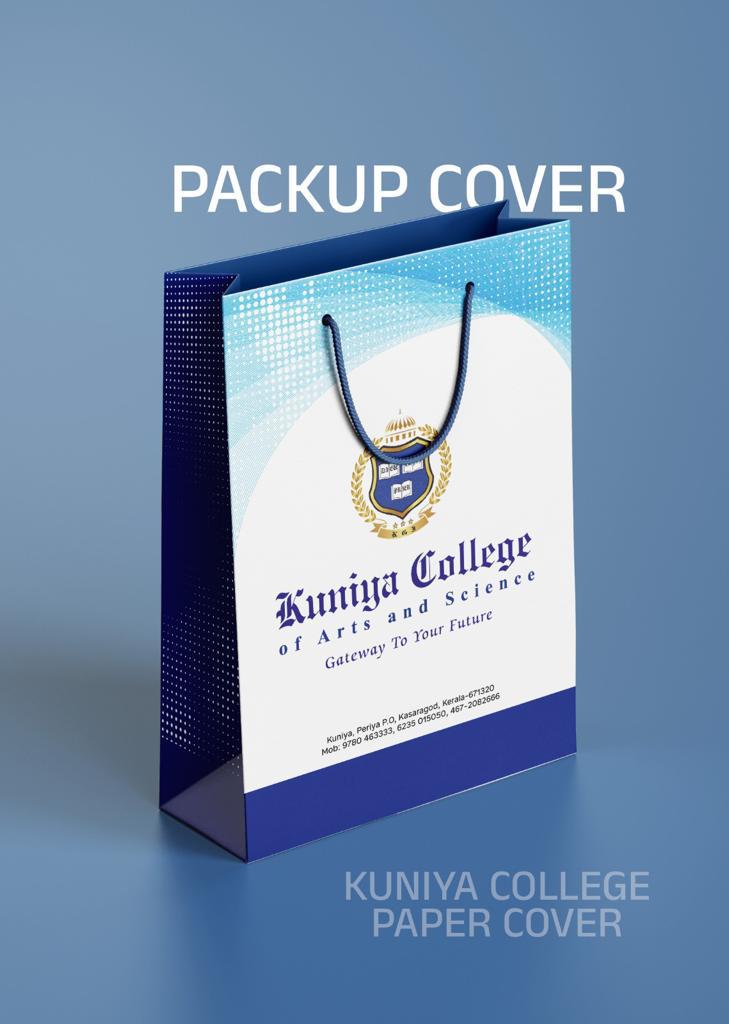 PACKUP COVER
K G I
Kuniya College
of Arts and Science
Gateway To Your Future
Kuniya, Periya P.O, Kasaragod, Kerala-671320
Mob: 9780 463333, 6235 015050, 467-2082666
KUNIYA COLLEGE
PAPER COVER